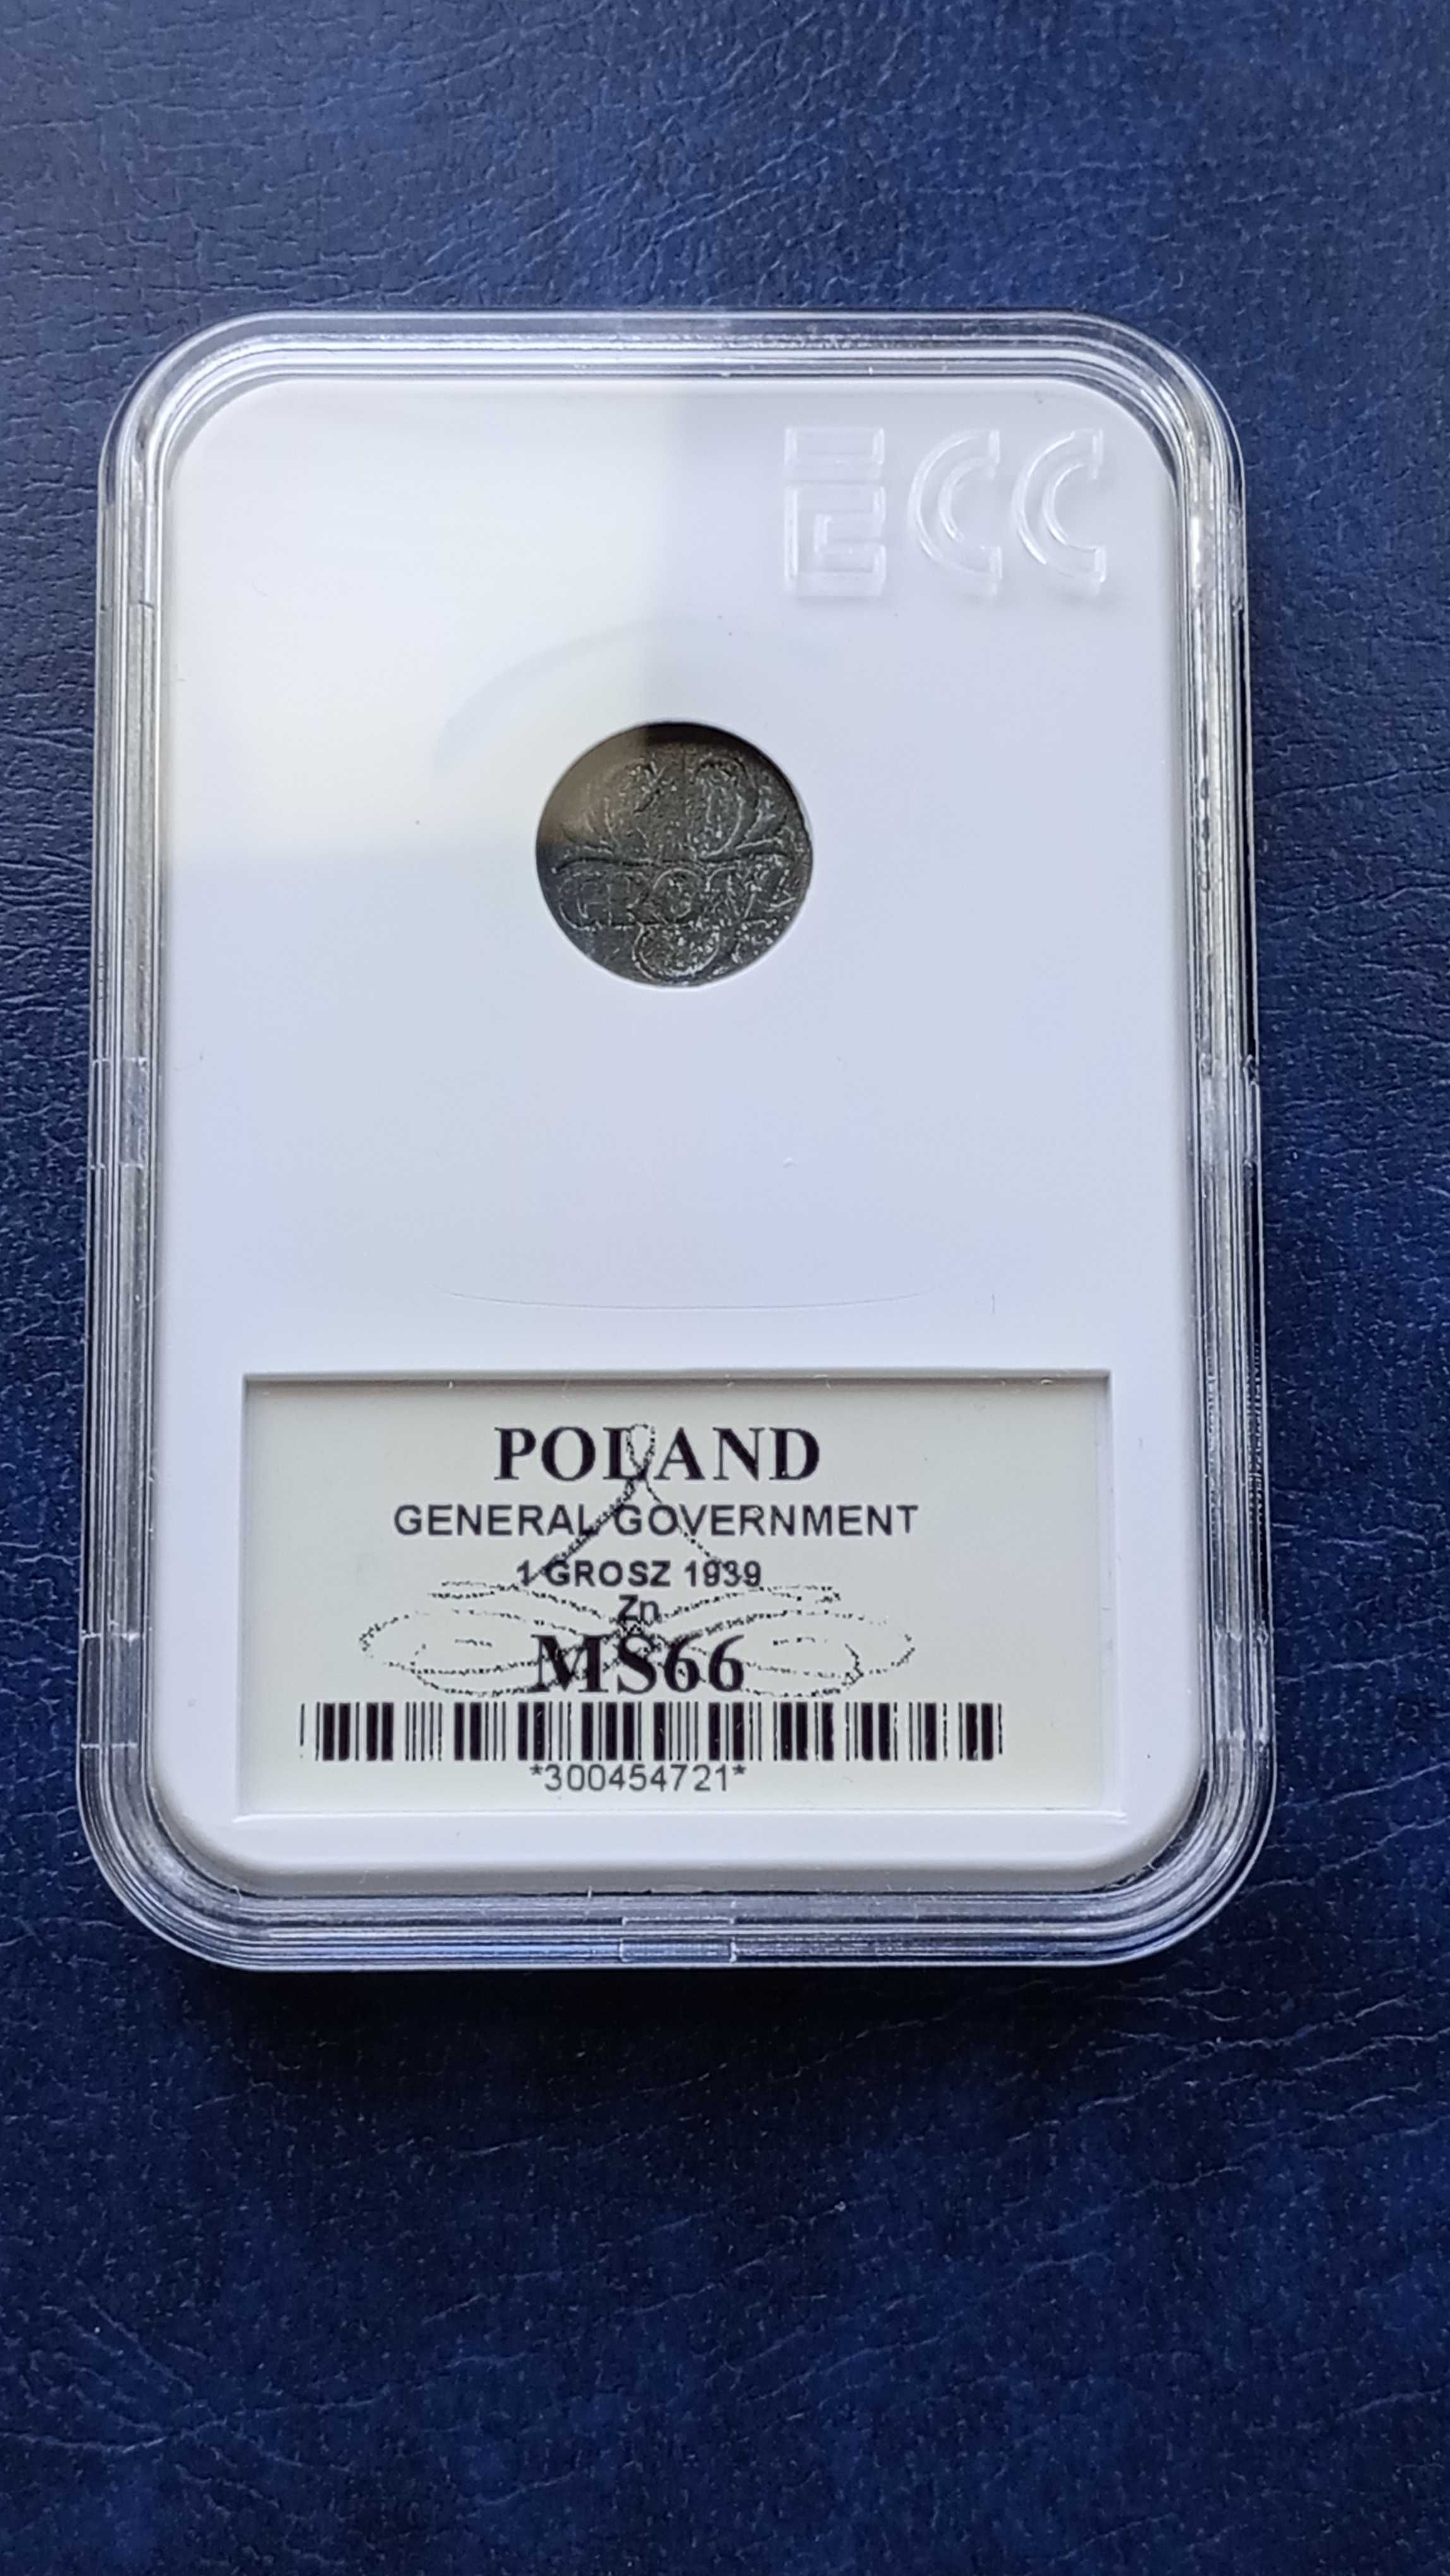 ECC
POLAND
GENERAL GOVERNMENT
1 GROSZ 1939
Zn
MS66
*300454721*